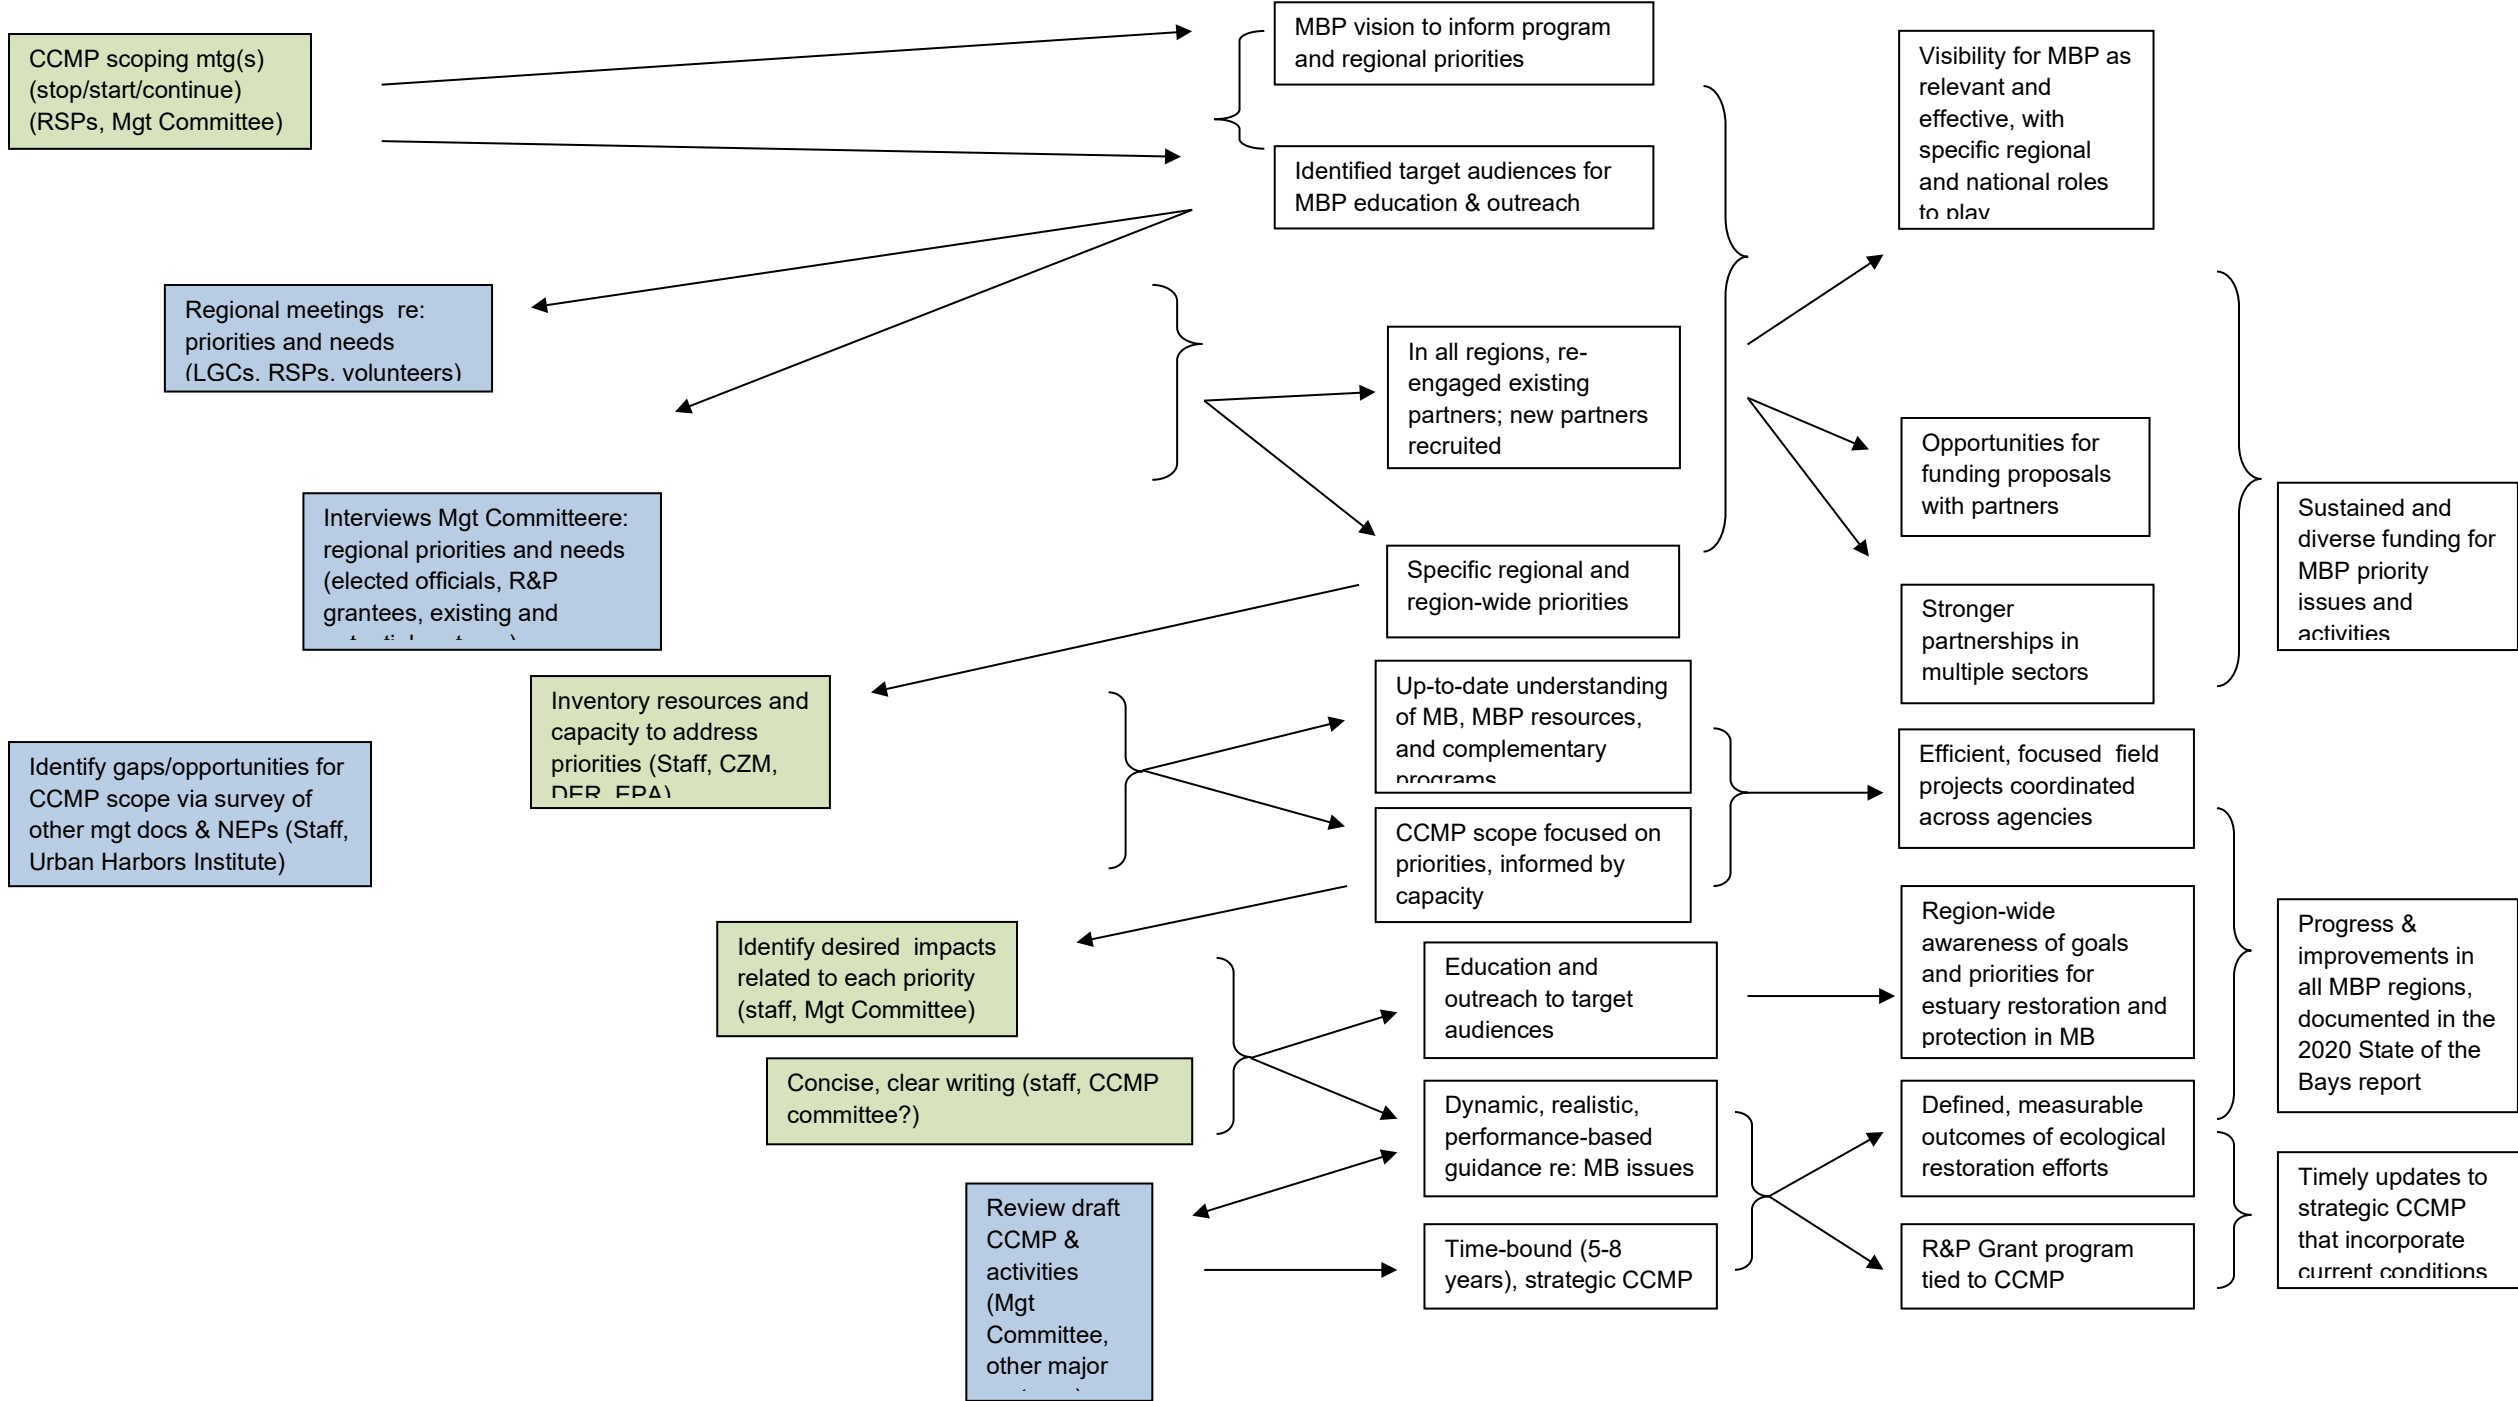 CCMP scoping mtg(s)
(stop/start/continue)
(RSPs, Mgt Committee)
MBP vision to inform program
and regional priorities
Identified target audiences for
MBP education & outreach
Visibility for MBP as
relevant and
effective, with
specific regional
and national roles
to play
Regional meetings  re:
priorities and needs
(LGCs, RSPs, volunteers)
In all regions, re-
engaged existing
partners; new partners
recruited
Opportunities for
funding proposals
with partners
Interviews Mgt Committeere:
regional priorities and needs
(elected officials, R&P
grantees, existing and
Specific regional and
region-wide priorities
Stronger
partnerships in
multiple sectors
Sustained and
diverse funding for
MBP priority
issues and
activities
Inventory resources and
capacity to address
priorities (Staff, CZM,
DER, EPA)
Up-to-date understanding
of MB, MBP resources,
and complementary
programs
Identify gaps/opportunities for
CCMP scope via survey of
other mgt docs & NEPs (Staff,
Urban Harbors Institute)
CCMP scope focused on
priorities, informed by
capacity
Efficient, focused  field
projects coordinated
across agencies
Identify desired  impacts
related to each priority
(staff, Mgt Committee)
Education and
outreach to target
audiences
Region-wide
awareness of goals
and priorities for
estuary restoration and
protection in MB
Progress &
improvements in
all MBP regions,
documented in the
2020 State of the
Bays report
Concise, clear writing (staff, CCMP
committee?)
Dynamic, realistic,
performance-based
guidance re: MB issues
Defined, measurable
outcomes of ecological
restoration efforts
Review draft
CCMP &
activities
(Mgt
Committee,
other major
Time-bound (5-8
years), strategic CCMP
R&P Grant program
tied to CCMP
Timely updates to
strategic CCMP
that incorporate
current conditions